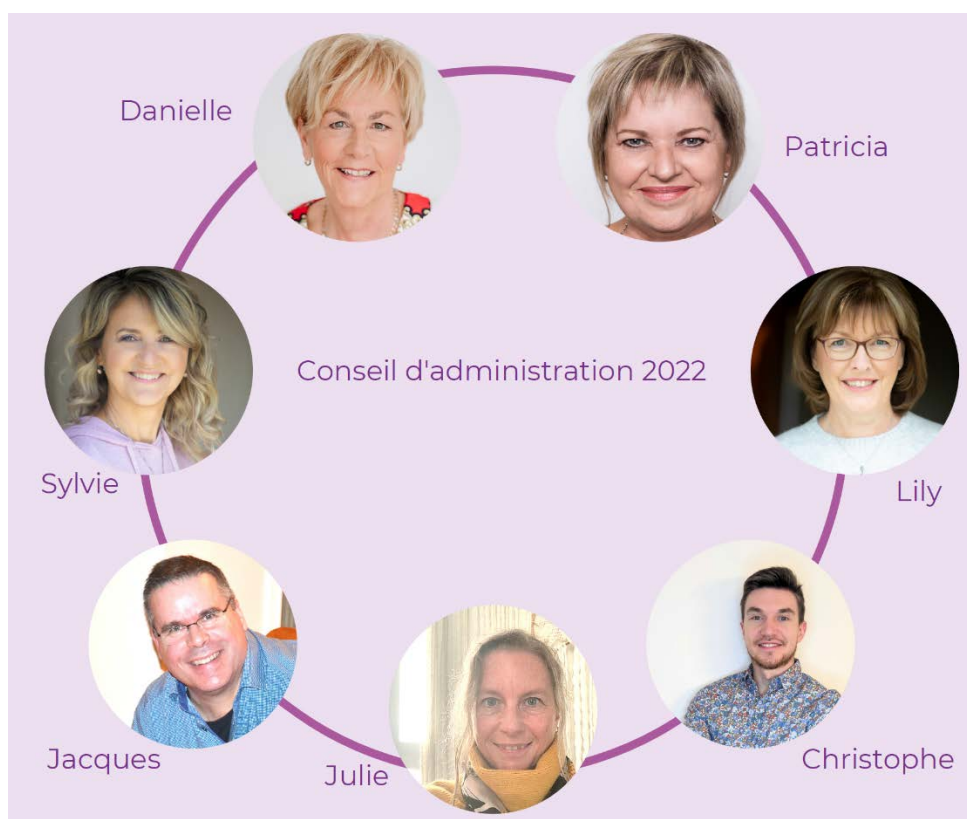 Danielle
Patricia
Conseil d'administration 2022
Sylvie
Lily
Jacques
Julie
Christophe